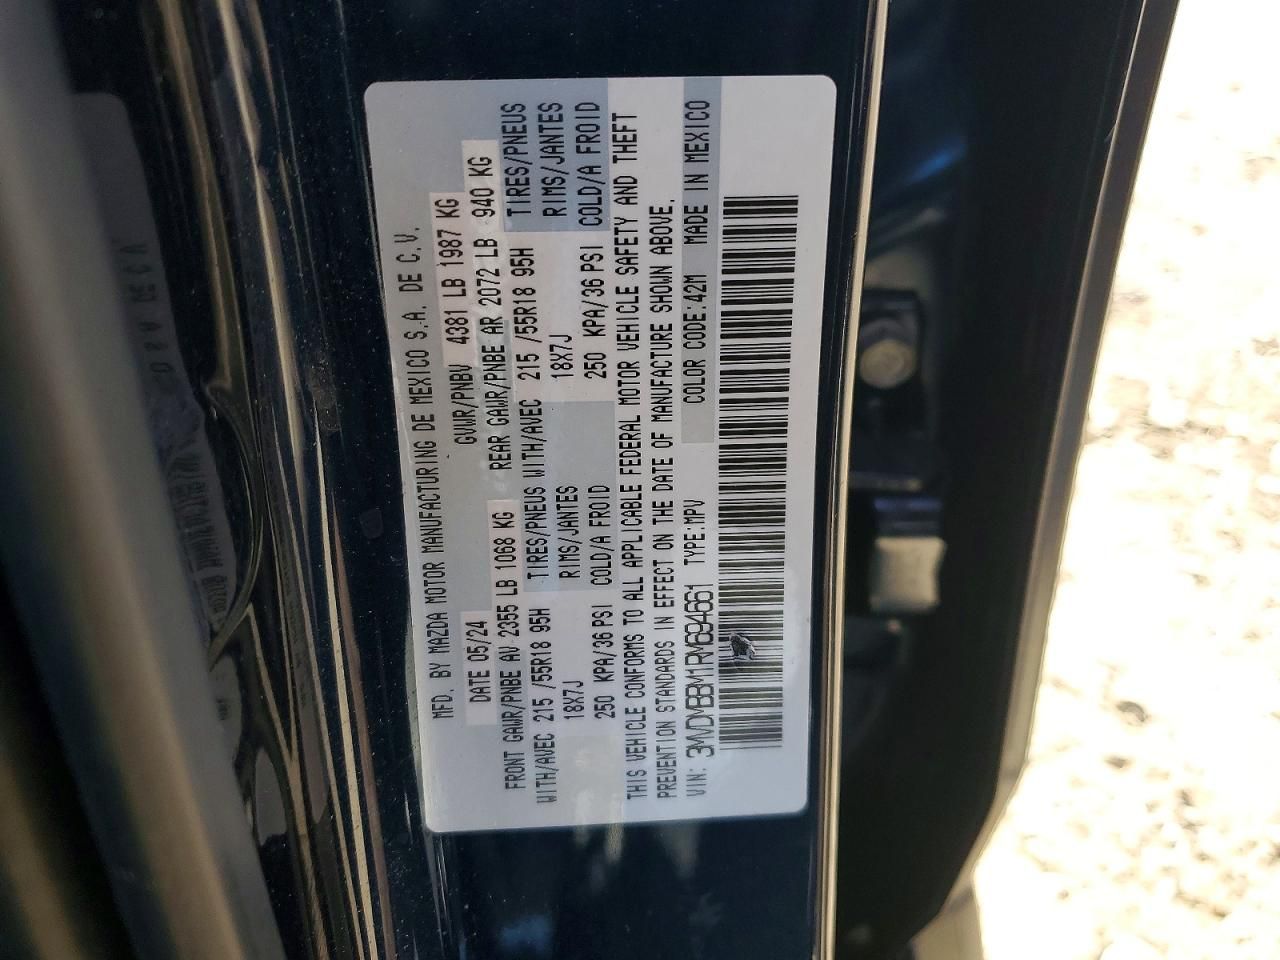 MFD. BY MAZDA MOTOR MANUFACTURING DE MEXICO S.A. DE C.V.
DATE 05/24 GVWR/PNBV 4381 LB 1987 KG
FRONT GAWR/PNBE AV 2355 LB 1068 KG REAR GAWR/PNBE AR 2072 LB 940 KG
WITH/AVEC 215 /55R18 95H TIRES/PNEUS WITH/AVEC 215 /55R18 95H TIRES/PNEUS
18X7J RIMS/JANTES 18X7J RIMS/JANTES
250 KPA/36 PSI COLD/A FROID 250 KPA/36 PSI COLD/A FROID
THIS VEHICLE CONFORMS TO ALL APPLICABLE FEDERAL MOTOR VEHICLE SAFETY AND THEFT
PREVENTION STANDARDS IN EFFECT ON THE DATE OF MANUFACTURE SHOWN ABOVE.
VIN: 3MVDMBBM1RM694661 TYPE:MPV COLOR CODE:42M MADE IN MEXICO